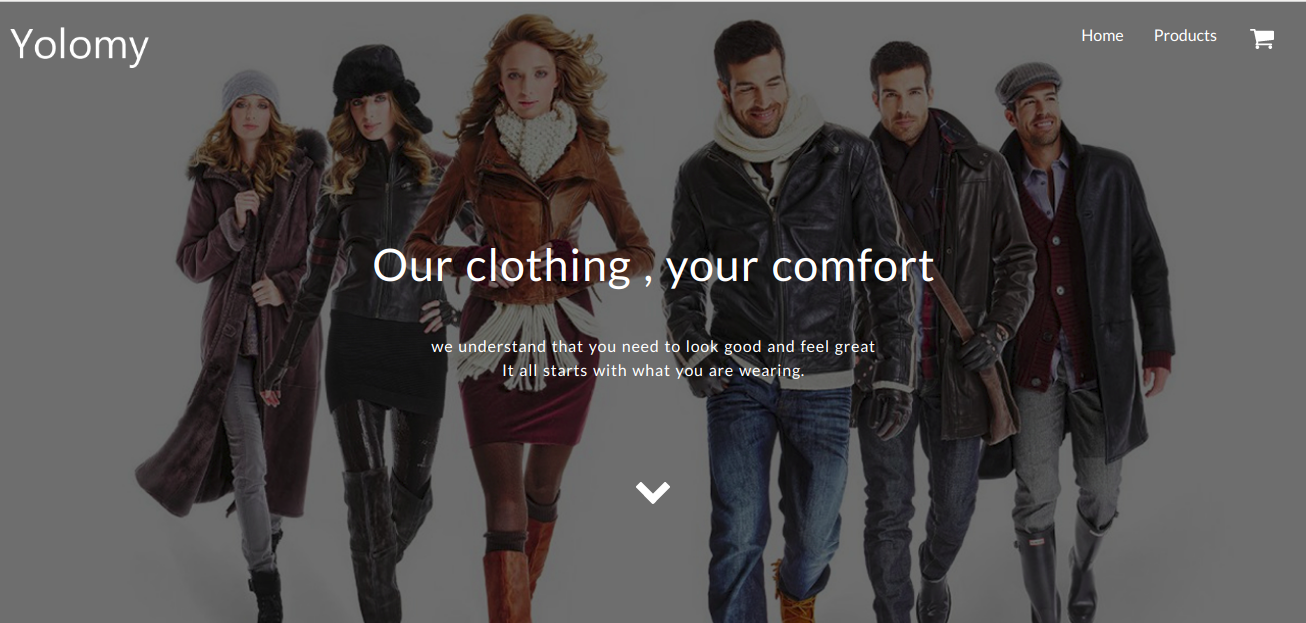 Yolomy
Home
Products
Our clothing , your comfort
we understand that you need to look good and feel great
It all starts with what you are wearing.